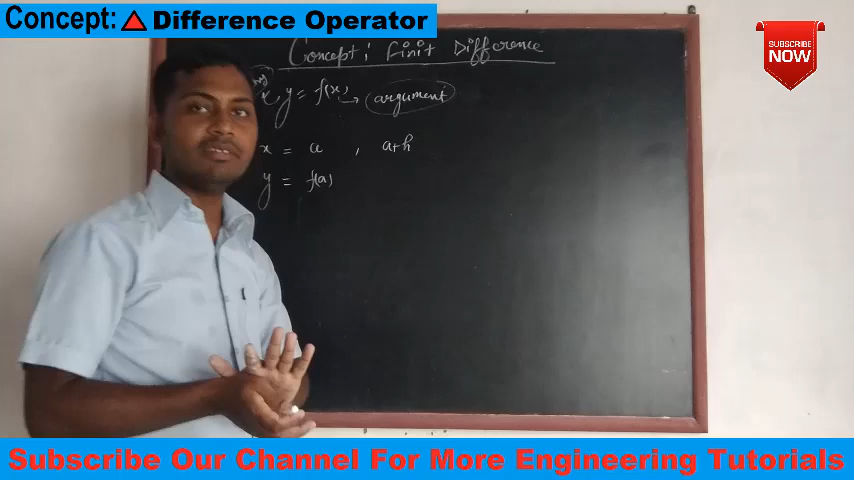 Concept: Difference Operator
SUBSCRIBE
NOW
Concept : Finit Difference
x, y = f(x) → argument
x = a , a+h
y = f(a)
Subscribe Our Channel For More Engineering Tutorials